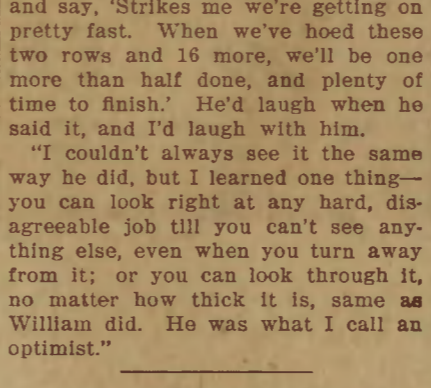 and say, 'Strikes me we're getting on
pretty fast. When we've hoed these
two rows and 16 more, we'll be one
more than half done, and plenty of
time to finish.' He'd laugh when he
said it, and I'd laugh with him.
"I couldn't always see it the same
way he did, but I learned one thing—
you can look right at any hard, dis-
agreeable job till you can't see any-
thing else, even when you turn away
from it; or you can look through it,
no matter how thick it is, same as
William did. He was what I call an
optimist."